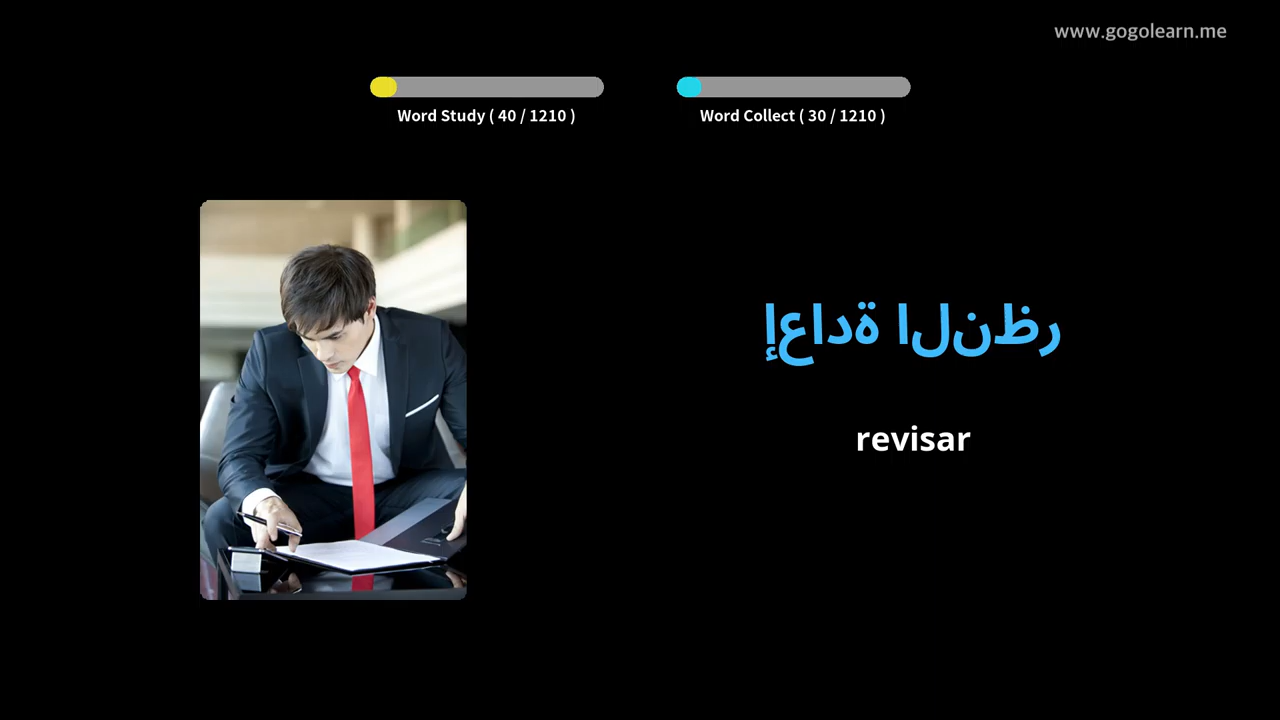 www.gogolearn.me
Word Study ( 40 / 1210 )
Word Collect ( 30 / 1210 )
إعادة النظر
revisar